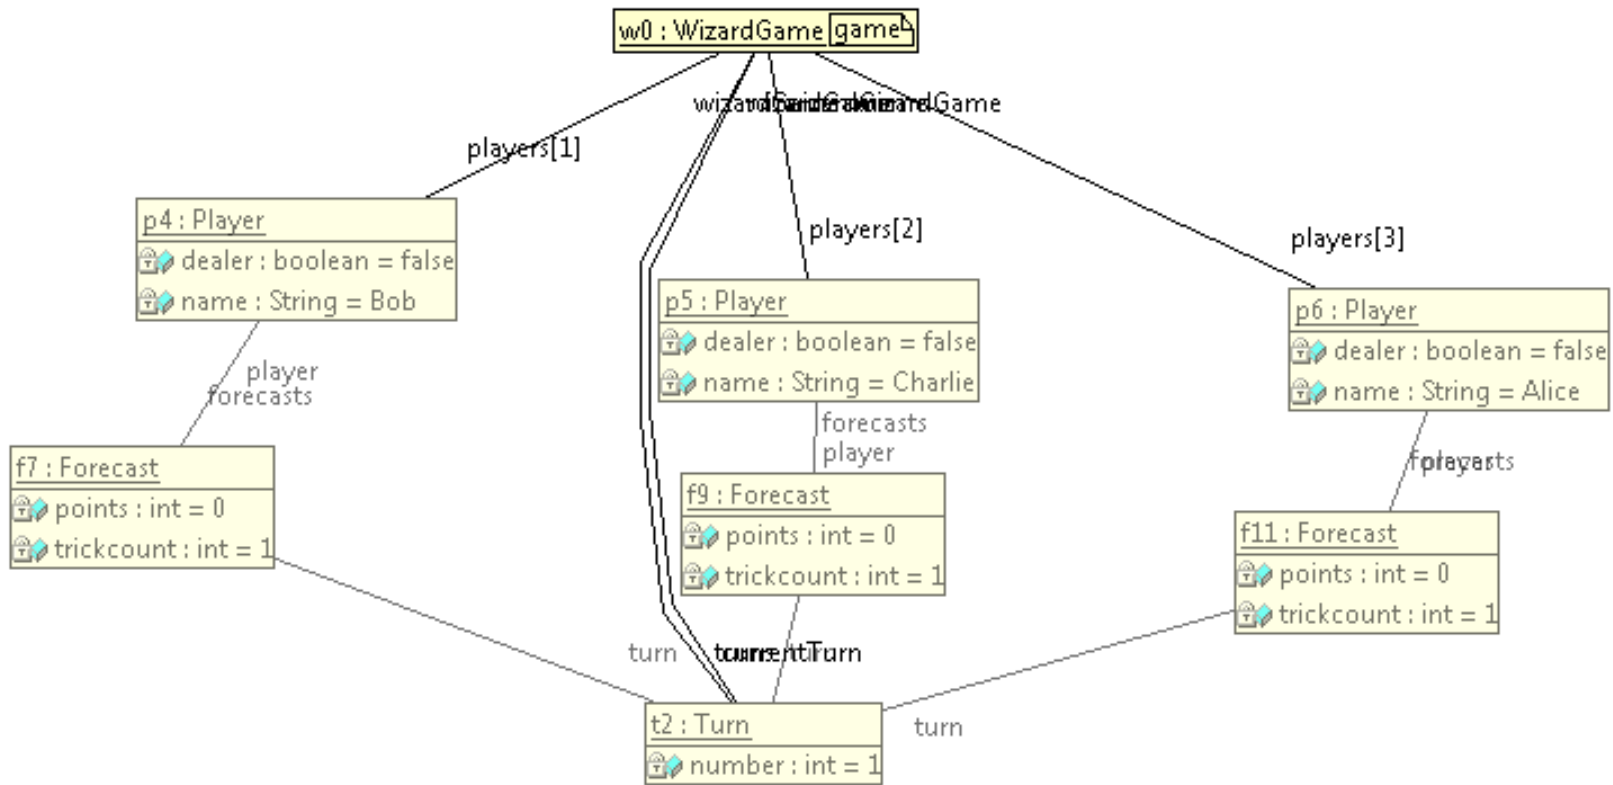 w0 : WizardGame game
wizardGame
players[1]
p4 : Player
dealer : boolean = false
name : String = Bob
players[2]
players[3]
p5 : Player
dealer : boolean = false
name : String = Charlie
p6 : Player
dealer : boolean = false
name : String = Alice
player
forecasts
forecasts
player
f7 : Forecast
points : int = 0
trickcount : int = 1
f9 : Forecast
points : int = 0
trickcount : int = 1
f11 : Forecast
points : int = 0
trickcount : int = 1
turn
currentTurn
turn
t2 : Turn
number : int = 1